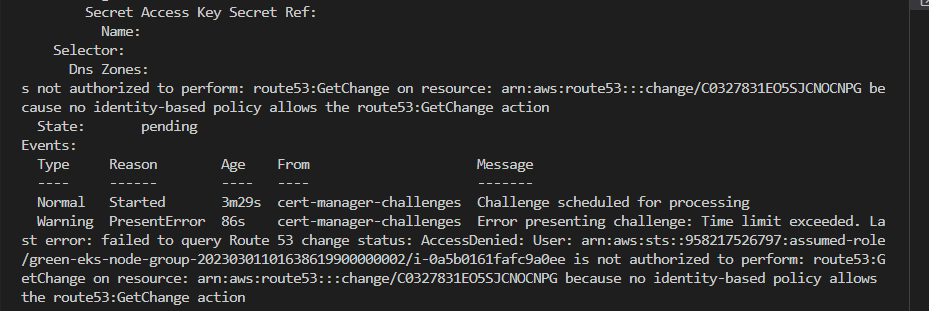 Secret Access Key Secret Ref:
Name:
Selector:
Dns Zones:
s not authorized to perform: route53:GetChange on resource: arn:aws:route53:::change/C0327831EO5SJCNOCNPG be
cause no identity-based policy allows the route53:GetChange action
State: pending
Events:
Type Reason Age From Message
---- ------ ---- ---- -------
Normal Started 3m29s cert-manager-challenges Challenge scheduled for processing
Warning PresentError 86s cert-manager-challenges Error presenting challenge: Time limit exceeded. La
st error: failed to query Route 53 change status: AccessDenied: User: arn:aws:sts::958217526797:assumed-role
/green-eks-node-group-20230301101638619900000002/i-0a5b0161fafc9a0ee is not authorized to perform: route53:G
etChange on resource: arn:aws:route53:::change/C0327831EO5SJCNOCNPG because no identity-based policy allows
the route53:GetChange action